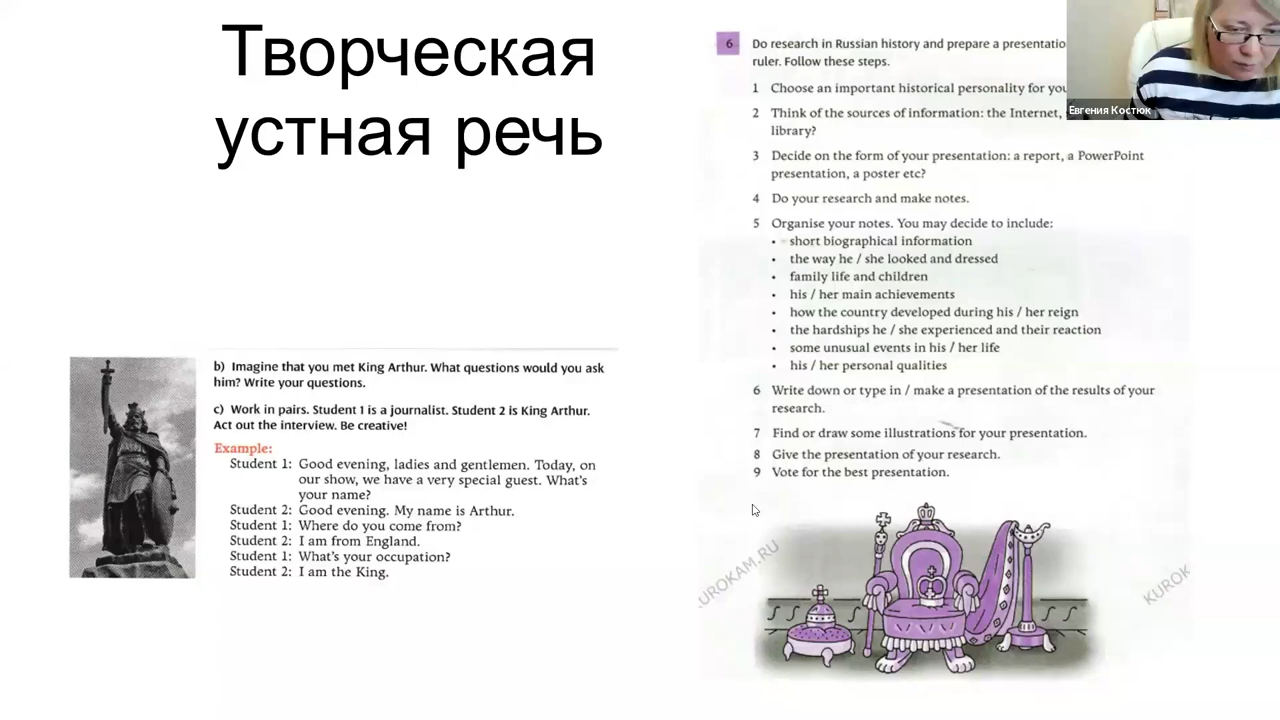 Творческая
устная речь
b) Imagine that you met King Arthur. What questions would you ask
him? Write your questions.
c) Work in pairs. Student 1 is a journalist. Student 2 is King Arthur.
Act out the interview. Be creative!
Example:
Student 1: Good evening, ladies and gentlemen. Today, on
our show, we have a very special guest. What's
your name?
Student 2: Good evening. My name is Arthur.
Student 1: Where do you come from?
Student 2: I am from England.
Student 1: What's your occupation?
Student 2: I am the King.
6 Do research in Russian history and prepare a
ruler. Follow these steps.
1 Choose an important historical personality for
2 Think of the sources of information: the Internet,
library?
3 Decide on the form of your presentation: a report, a PowerPoint
presentation, a poster etc?
4 Do your research and make notes.
5 Organise your notes. You may decide to include:
• short biographical information
• the way he / she looked and dressed
• family life and children
• his / her main achievements
• how the country developed during his / her reign
• the hardships he / she experienced and their reaction
• some unusual events in his / her life
• his / her personal qualities
6 Write down or type in / make a presentation of the results of your
research.
7 Find or draw some illustrations for your presentation.
8 Give the presentation of your research.
9 Vote for the best presentation.
Евгения Костюк
UROKAM.RU
KUROK